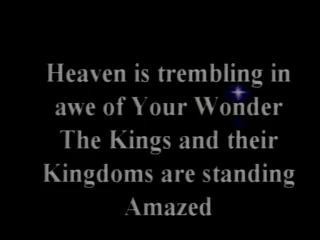 Heaven is trembling in
awe of Your Wonder
The Kings and their
Kingdoms are standing
Amazed